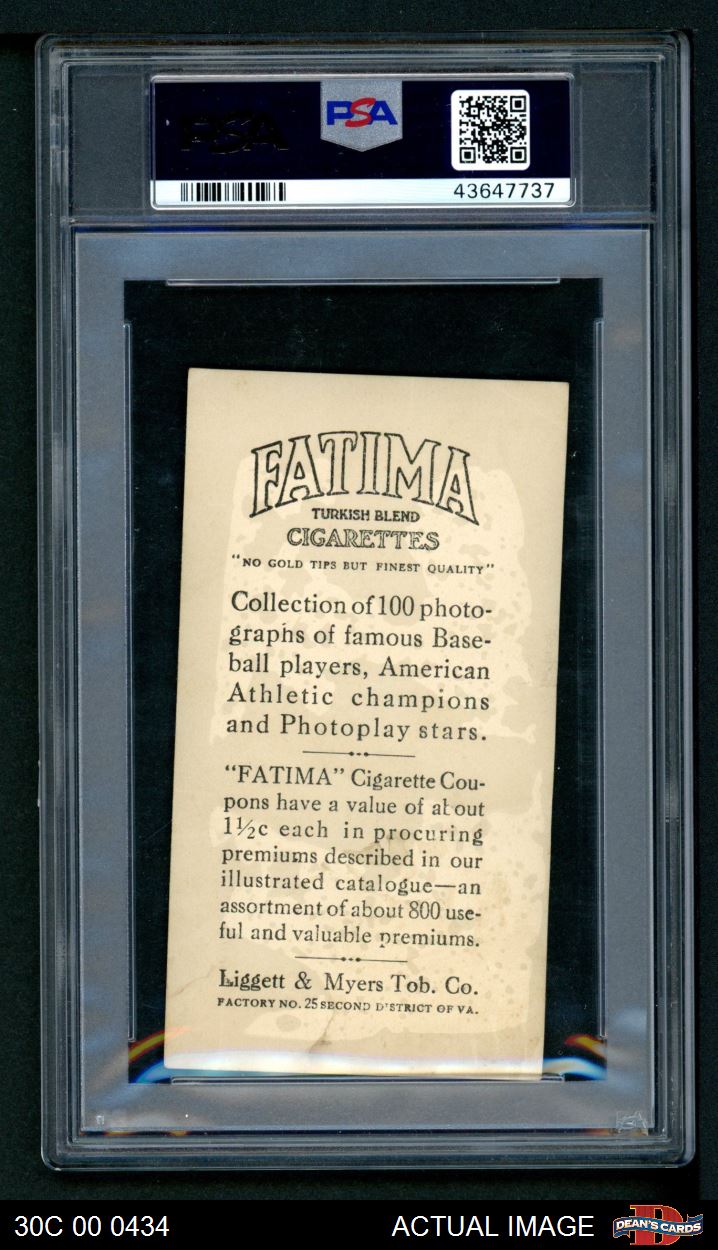 PSA
PSA
43647737
FATIMA
TURKISH BLEND
CIGARETTES
"NO GOLD TIPS BUT FINEST QUALITY"
Collection of 100 photo-
graphs of famous Base-
ball players, American
Athletic champions
and Photoplay stars.
"FATIMA" Cigarette Cou-
pons have a value of about
1½c each in procuring
premiums described in our
illustrated catalogue—an
assortment of about 800 use-
ful and valuable premiums.
Liggett & Myers Tob. Co.
FACTORY NO. 25 SECOND D'STRICT OF VA.
PSA
30C 00 0434
ACTUAL IMAGE
DEAN'S CARDS